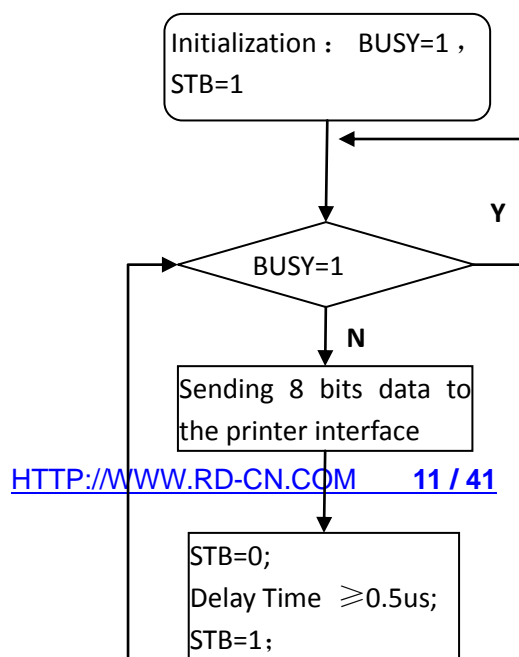 Initialization： BUSY=1，
STB=1
Y
BUSY=1
N
Sending 8 bits data to
the printer interface
HTTP://WWW.RD-CN.COM 11 / 41
STB=0;
Delay Time ≥0.5us;
STB=1；